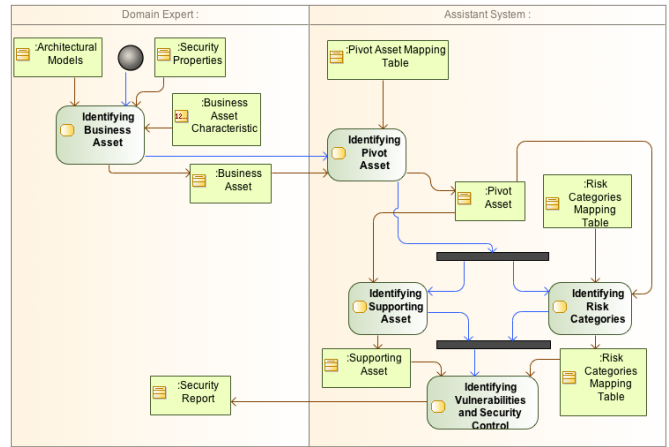 Domain Expert :
Assistant System :
:Architectural
Models
:Security
Properties
:Pivot Asset Mapping
Table
Identifying
Business
Asset
12...
:Business
Asset
Characteristic
Identifying
Pivot
Asset
:Business
Asset
:Pivot
Asset
:Risk
Categories
Mapping
Table
Identifying
Supporting
Asset
Identifying
Risk
Categories
:Supporting
Asset
:Risk
Categories
Mapping
Table
:Security
Report
Identifying
Vulnerabilities
and Security
Control